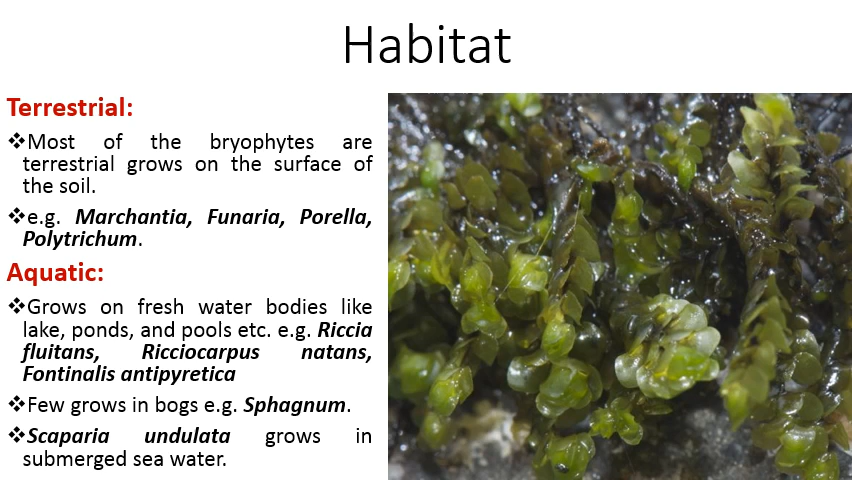 Habitat
Terrestrial:
❖Most of the bryophytes are
terrestrial grows on the surface of
the soil.
❖e.g. Marchantia, Funaria, Porella,
Polytrichum.
Aquatic:
❖Grows on fresh water bodies like
lake, ponds, and pools etc. e.g. Riccia
fluitans, Ricciocarpus natans,
Fontinalis antipyretica
❖Few grows in bogs e.g. Sphagnum.
❖Scaparia undulata grows in
submerged sea water.